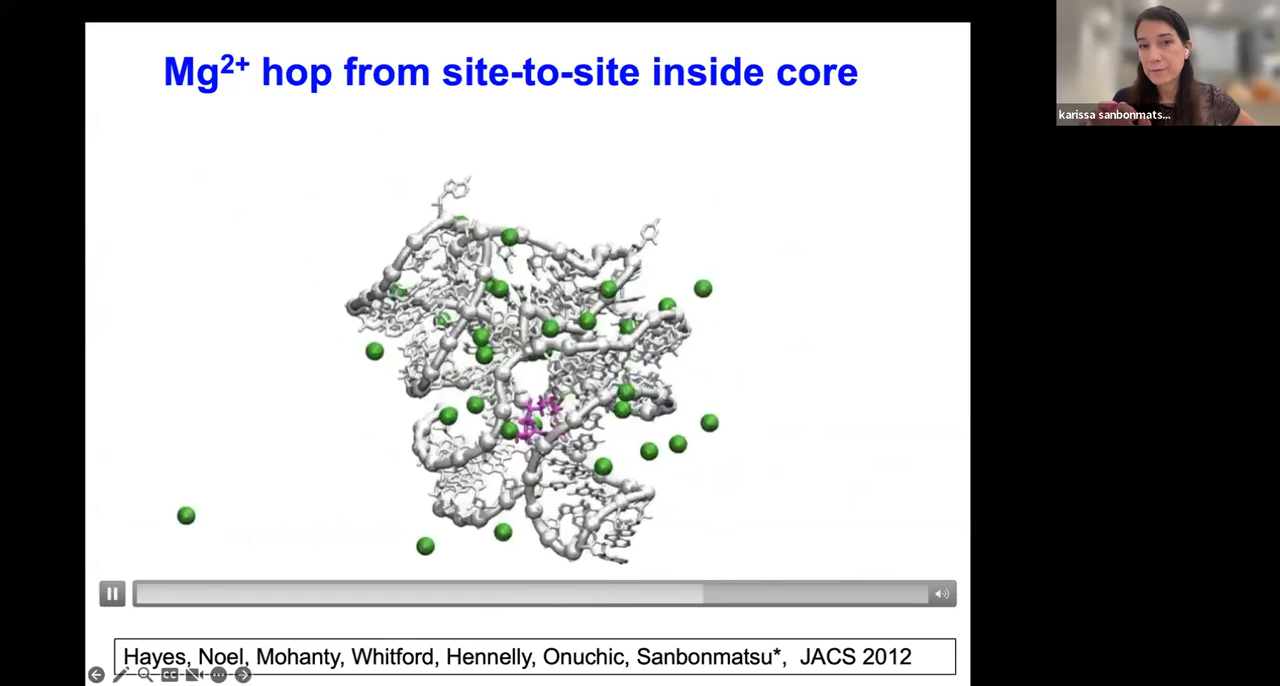 Mg²⁺ hop from site-to-site inside core
karissa sanbonmats...
Hayes, Noel, Mohanty, Whitford, Hennelly, Onuchic, Sanbonmatsu*, JACS 2012
CC